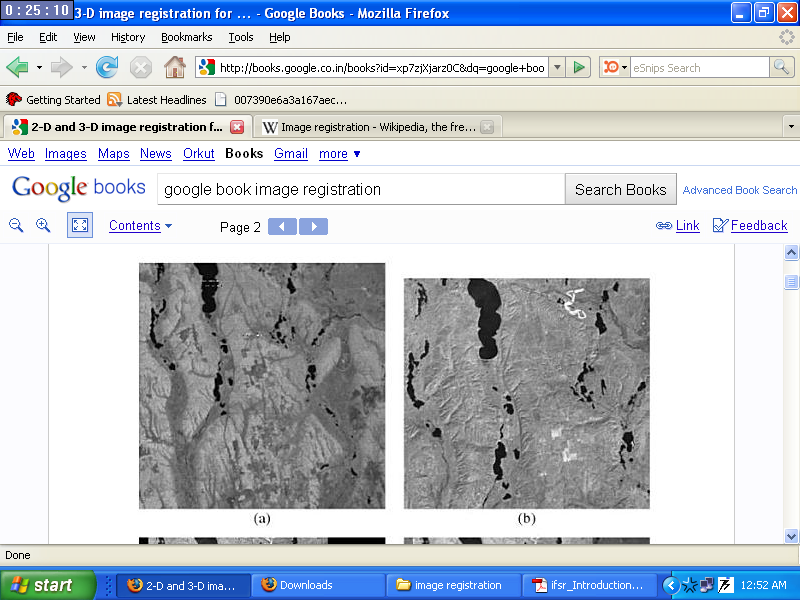 0:25:10 3-D image registration for ... - Google Books - Mozilla Firefox
File Edit View History Bookmarks Tools Help
http://books.google.co.in/books?id=xp7zjXjarz0C&dq=google+boo eSnips Search
Getting Started Latest Headlines 007390e6a3a167aec...
2-D and 3-D image registration f... W Image registration - Wikipedia, the fre...
Web Images Maps News Orkut Books Gmail more ▼
Google books google book image registration Search Books Advanced Book Search
Contents Page 2 Link Feedback
(a) (b)
Done
start 2-D and 3-D ima... Downloads image registration ifsr_Introduction... 12:52 AM